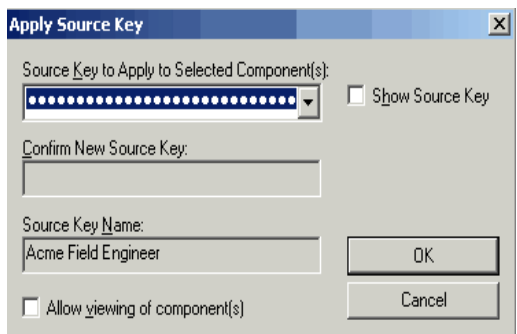 Apply Source Key
Source Key to Apply to Selected Component(s):
••••••••••••••••••••••••••••
Show Source Key
Confirm New Source Key:
Source Key Name:
Acme Field Engineer
OK
Allow viewing of component(s)
Cancel